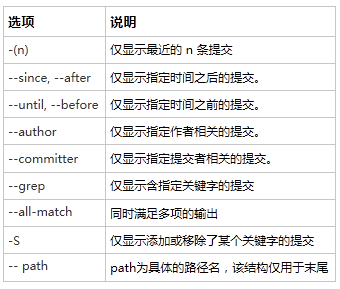 选项 说明
-(n) 仅显示最近的 n 条提交
--since, --after 仅显示指定时间之后的提交。
--until, --before 仅显示指定时间之前的提交。
--author 仅显示指定作者相关的提交。
--committer 仅显示指定提交者相关的提交。
--grep 仅显示含指定关键字的提交
--all-match 同时满足多项的输出
-S 仅显示添加或移除了某个关键字的提交
-- path path为具体的路径名，该结构仅用于末尾